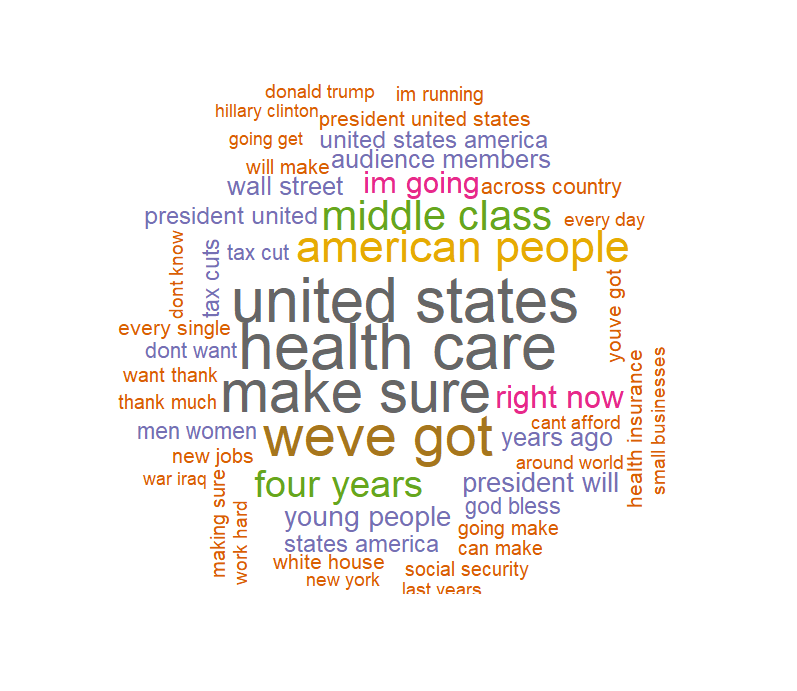 donald trump
im running
hillary clinton
president united states
going get
united states america
audience members
will make
wall street
im going
across country
president united
middle class
every day
american people
dont know
tax cuts
tax cut
united states
youve got
every single
health care
dont want
want thank
make sure
right now
thank much
cant afford
men women
weve got
years ago
health insurance
small businesses
new jobs
around world
war iraq
four years
president will
making sure
work hard
god bless
young people
going make
states america
can make
white house
social security
new york
last years